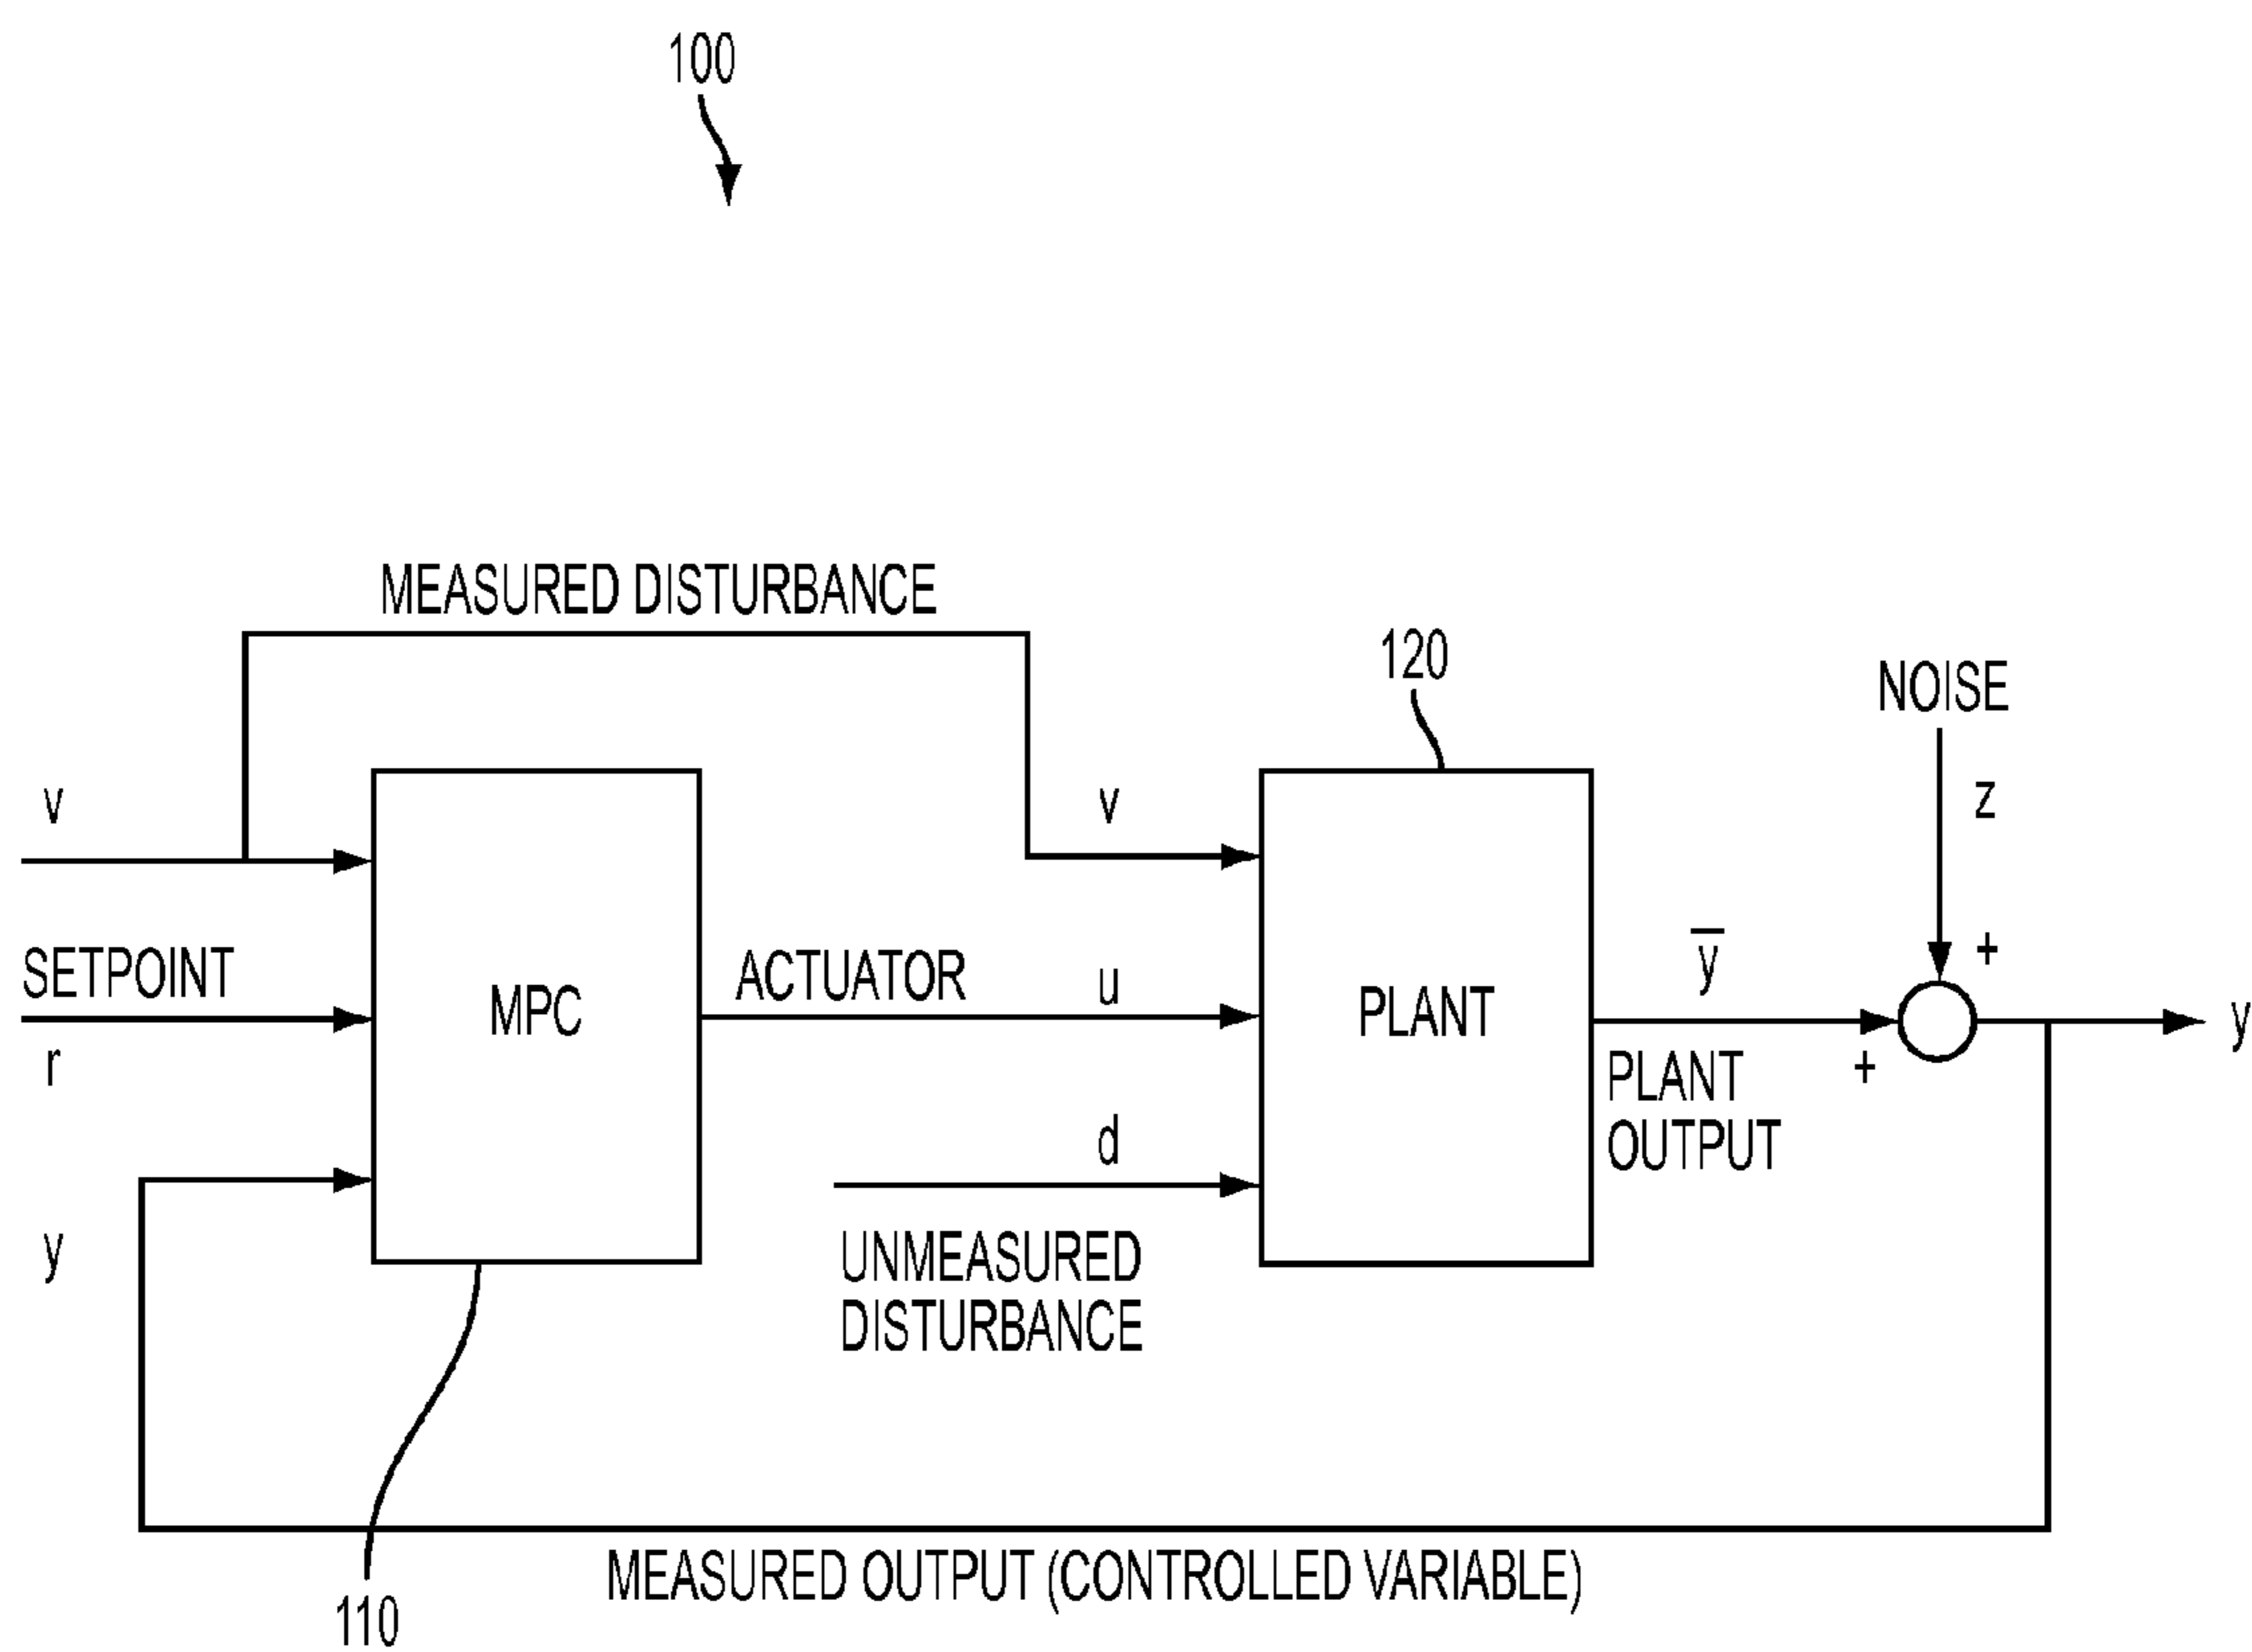 100
MEASURED DISTURBANCE
120
NOISE
v
v
z
SETPOINT
r
MPC
ACTUATOR
u
PLANT
y̅
+
+
y
PLANT
OUTPUT
d
y
UNMEASURED
DISTURBANCE
MEASURED OUTPUT (CONTROLLED VARIABLE)
110